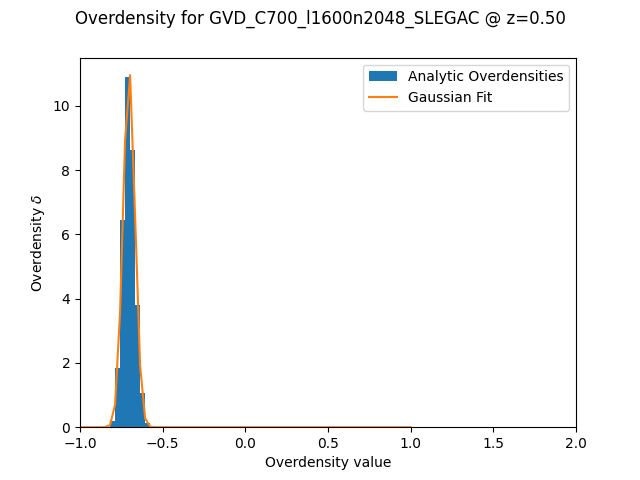 Overdensity for GVD_C700_l1600n2048_SLEGAC @ z=0.50
Analytic Overdensities
Gaussian Fit
Overdensity δ
10
8
6
4
2
0
−1.0 −0.5 0.0 0.5 1.0 1.5 2.0
Overdensity value